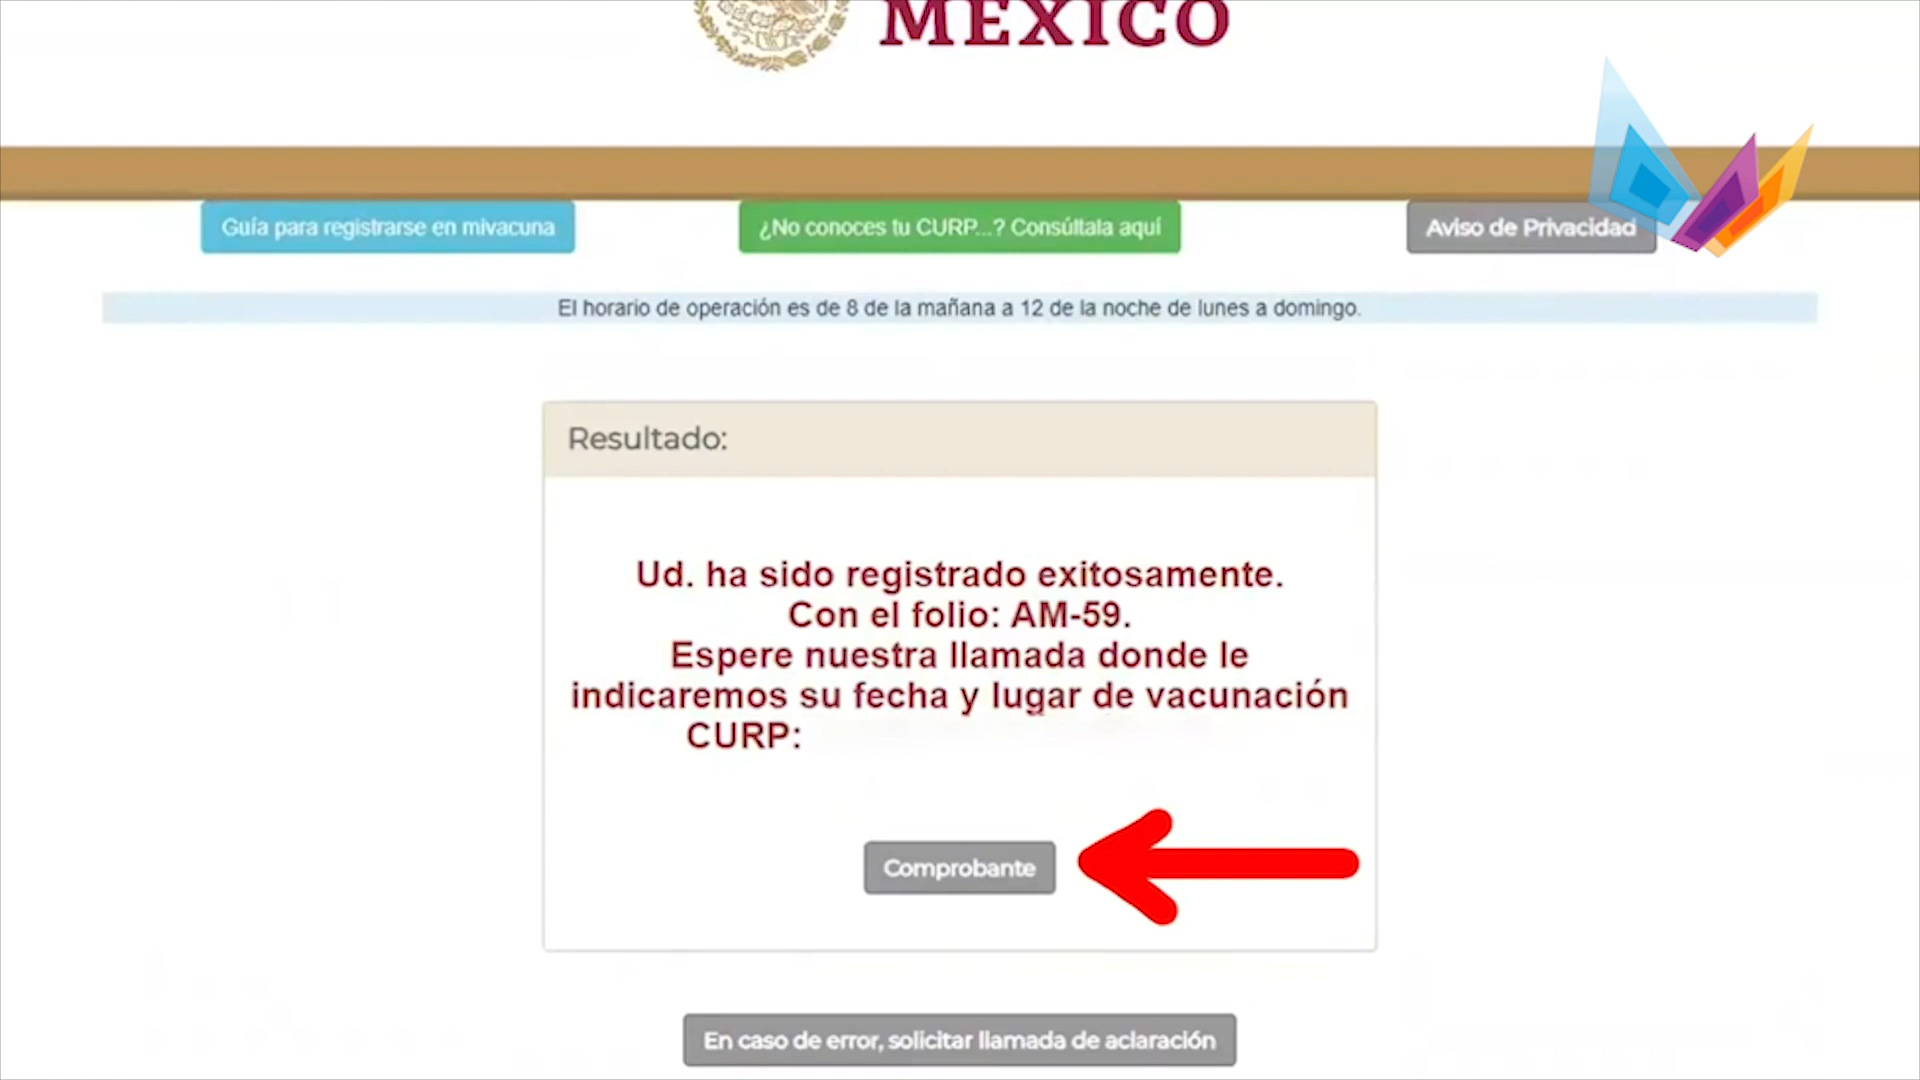 MÉXICO
Guía para registrarse en mivacuna
¿No conoces tu CURP...? Consúltala aquí
Aviso de Privacidad
El horario de operación es de 8 de la mañana a 12 de la noche de lunes a domingo.
Resultado:
Ud. ha sido registrado exitosamente.
Con el folio: AM-59.
Espere nuestra llamada donde le
indicaremos su fecha y lugar de vacunación
CURP:
Comprobante
En caso de error, solicitar llamada de aclaración